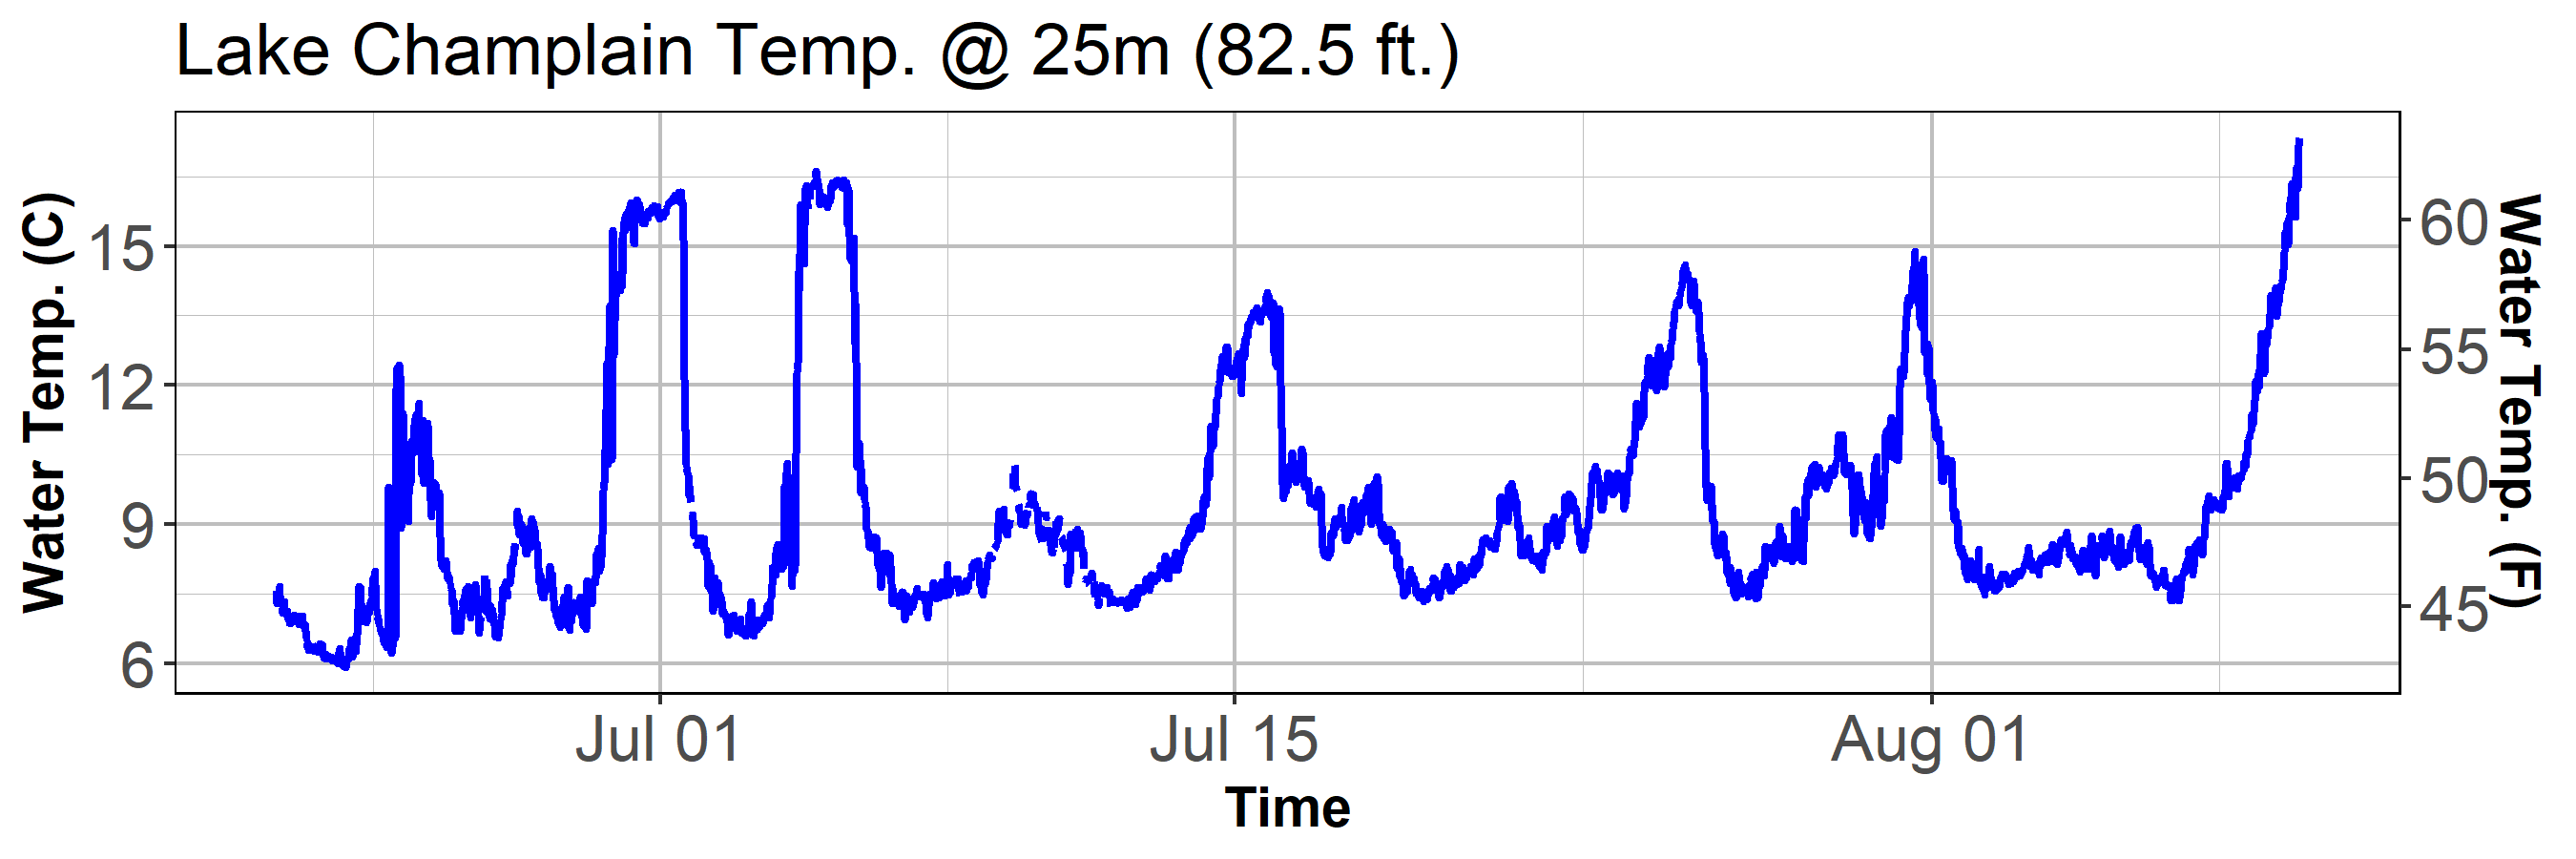 Lake Champlain Temp. @ 25m (82.5 ft.)
Water Temp. (C)
15
12
9
6
60
55
50
45
Water Temp. (F)
Jul 01
Jul 15
Aug 01
Time